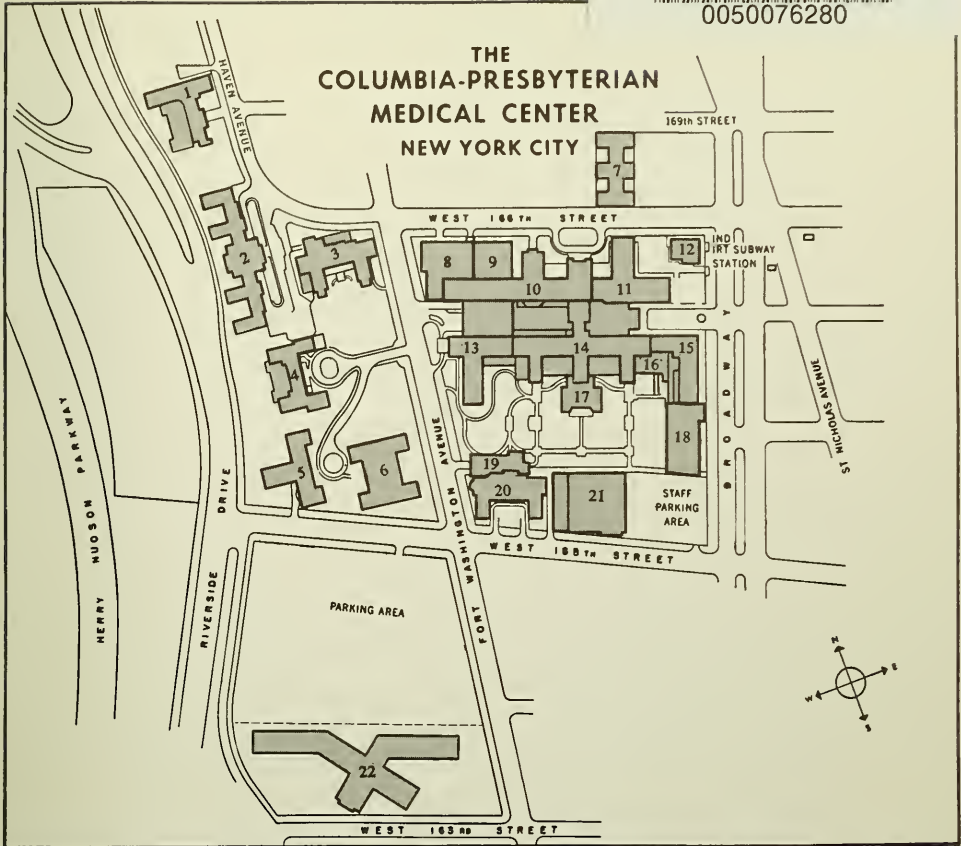 0050076280
THE
COLUMBIA-PRESBYTERIAN
MEDICAL CENTER
NEW YORK CITY
HAVEN AVENUE
169th STREET
1
7
WEST 168TH STREET
IND
IRT SUBWAY
STATION
2
3
8
9
10
11
12
13
14
15
16
4
17
BROADWAY
ST NICHOLAS AVENUE
18
5
6
19
20
21
STAFF
PARKING
AREA
WEST 165TH STREET
HENRY HUDSON PARKWAY
RIVERSIDE DRIVE
FORT WASHINGTON AVENUE
PARKING AREA
N
E
W
S
22
WEST 163RD STREET